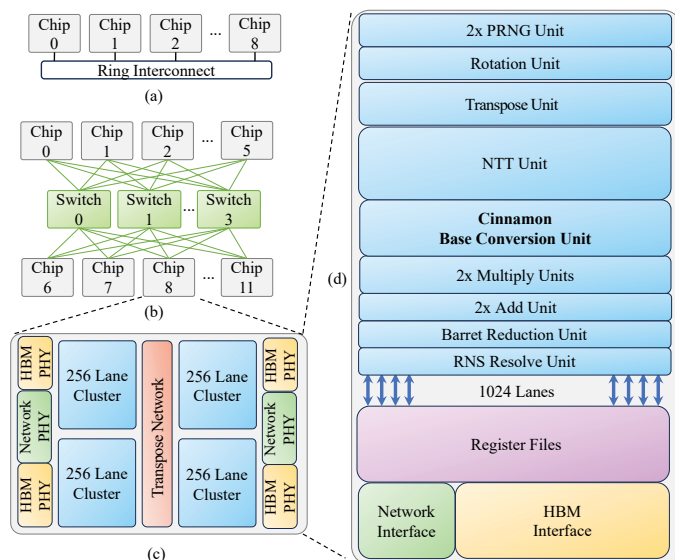 Chip
0
Chip
1
Chip
2
...
Chip
8
Ring Interconnect
(a)
Chip
0
Chip
1
Chip
2
...
Chip
5
Switch
0
Switch
1
...
Switch
3
Chip
6
Chip
7
Chip
8
...
Chip
11
(b)
HBM
PHY
Network
PHY
HBM
PHY
256 Lane
Cluster
256 Lane
Cluster
Transpose Network
256 Lane
Cluster
256 Lane
Cluster
HBM
PHY
Network
PHY
HBM
PHY
(c)
(d)
2x PRNG Unit
Rotation Unit
Transpose Unit
NTT Unit
Cinnamon
Base Conversion Unit
2x Multiply Units
2x Add Unit
Barret Reduction Unit
RNS Resolve Unit
1024 Lanes
Register Files
Network
Interface
HBM
Interface